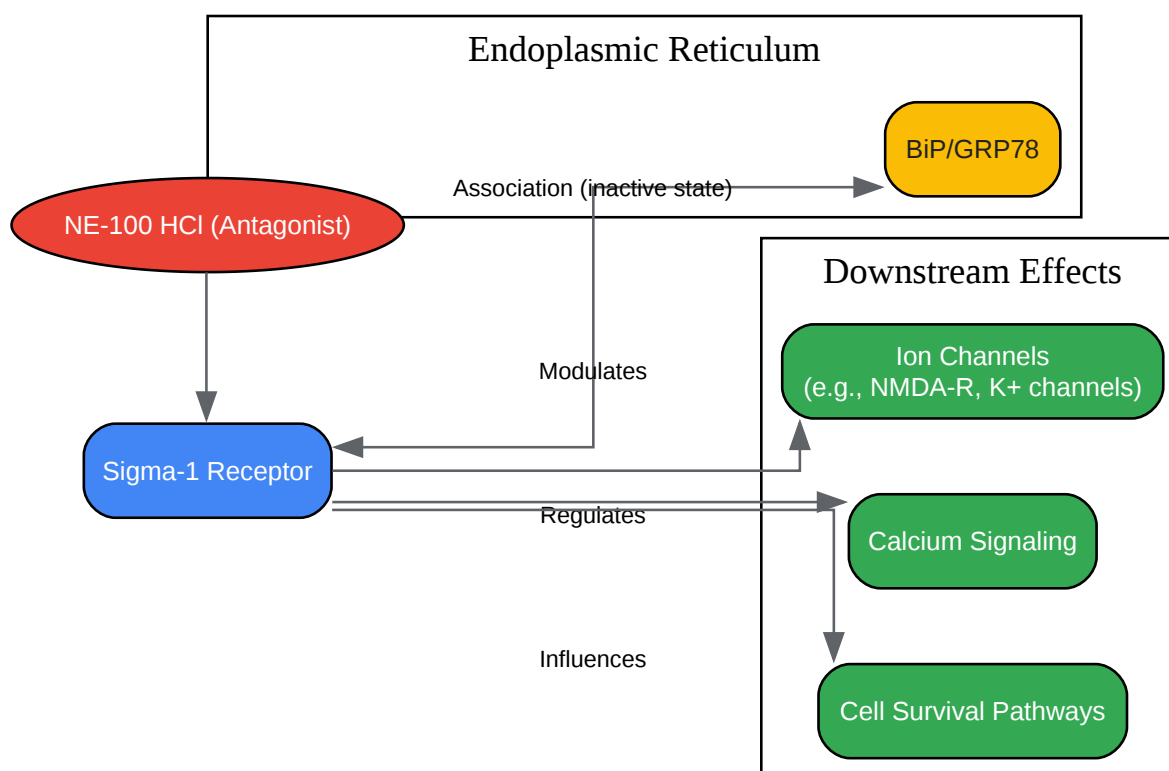 Endoplasmic Reticulum
BiP/GRP78
Association (inactive state)
NE-100 HCl (Antagonist)
Downstream Effects
Ion Channels
(e.g., NMDA-R, K+ channels)
Modulates
Sigma-1 Receptor
Regulates
Calcium Signaling
Influences
Cell Survival Pathways